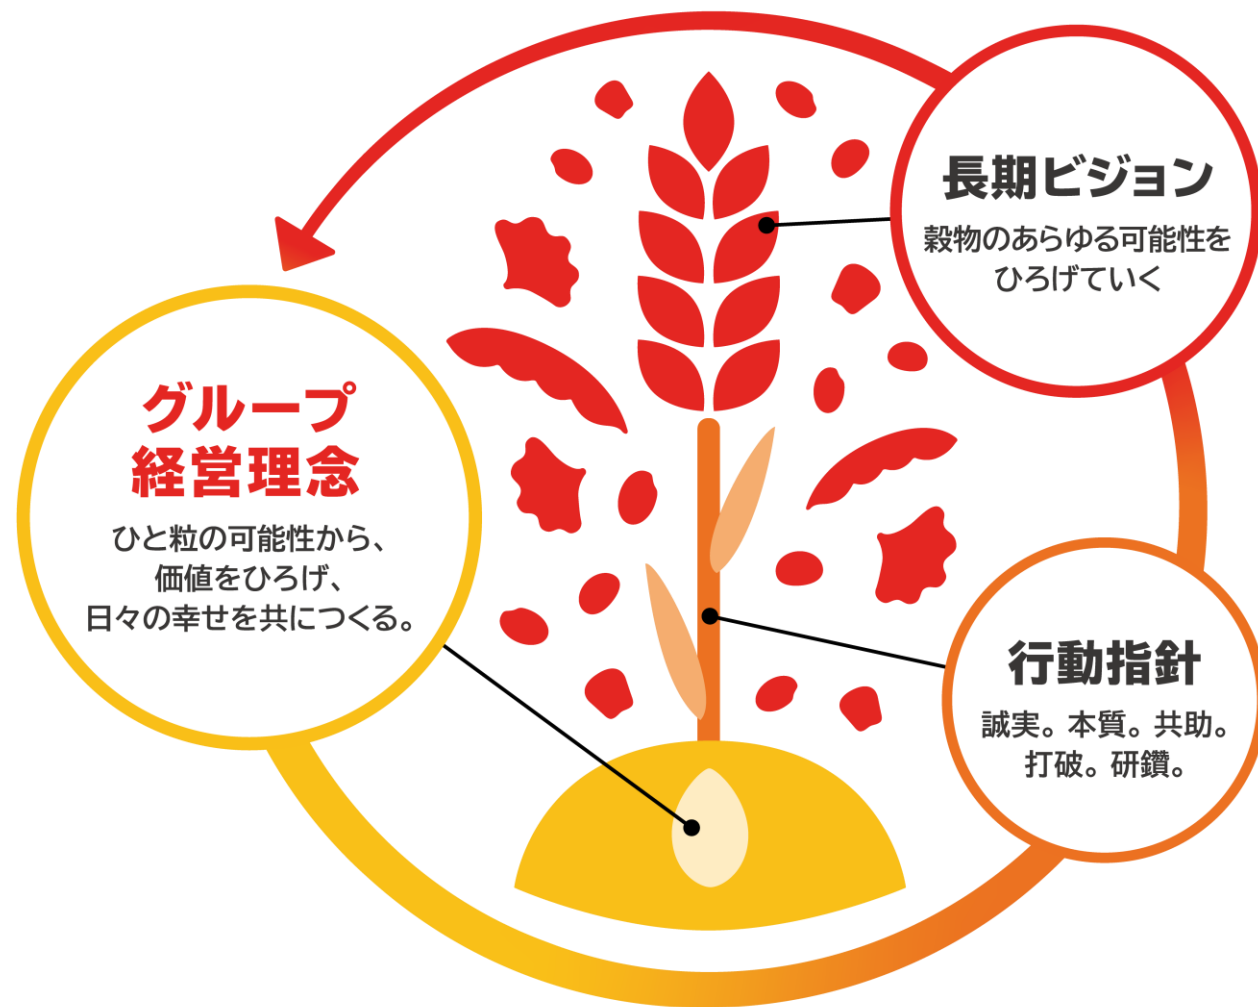 長期ビジョン
穀物のあらゆる可能性を
ひろげていく
グループ
経営理念
ひと粒の可能性から、
価値をひろげ、
日々の幸せを共につくる。
行動指針
誠実。本質。共助。
打破。研鑽。